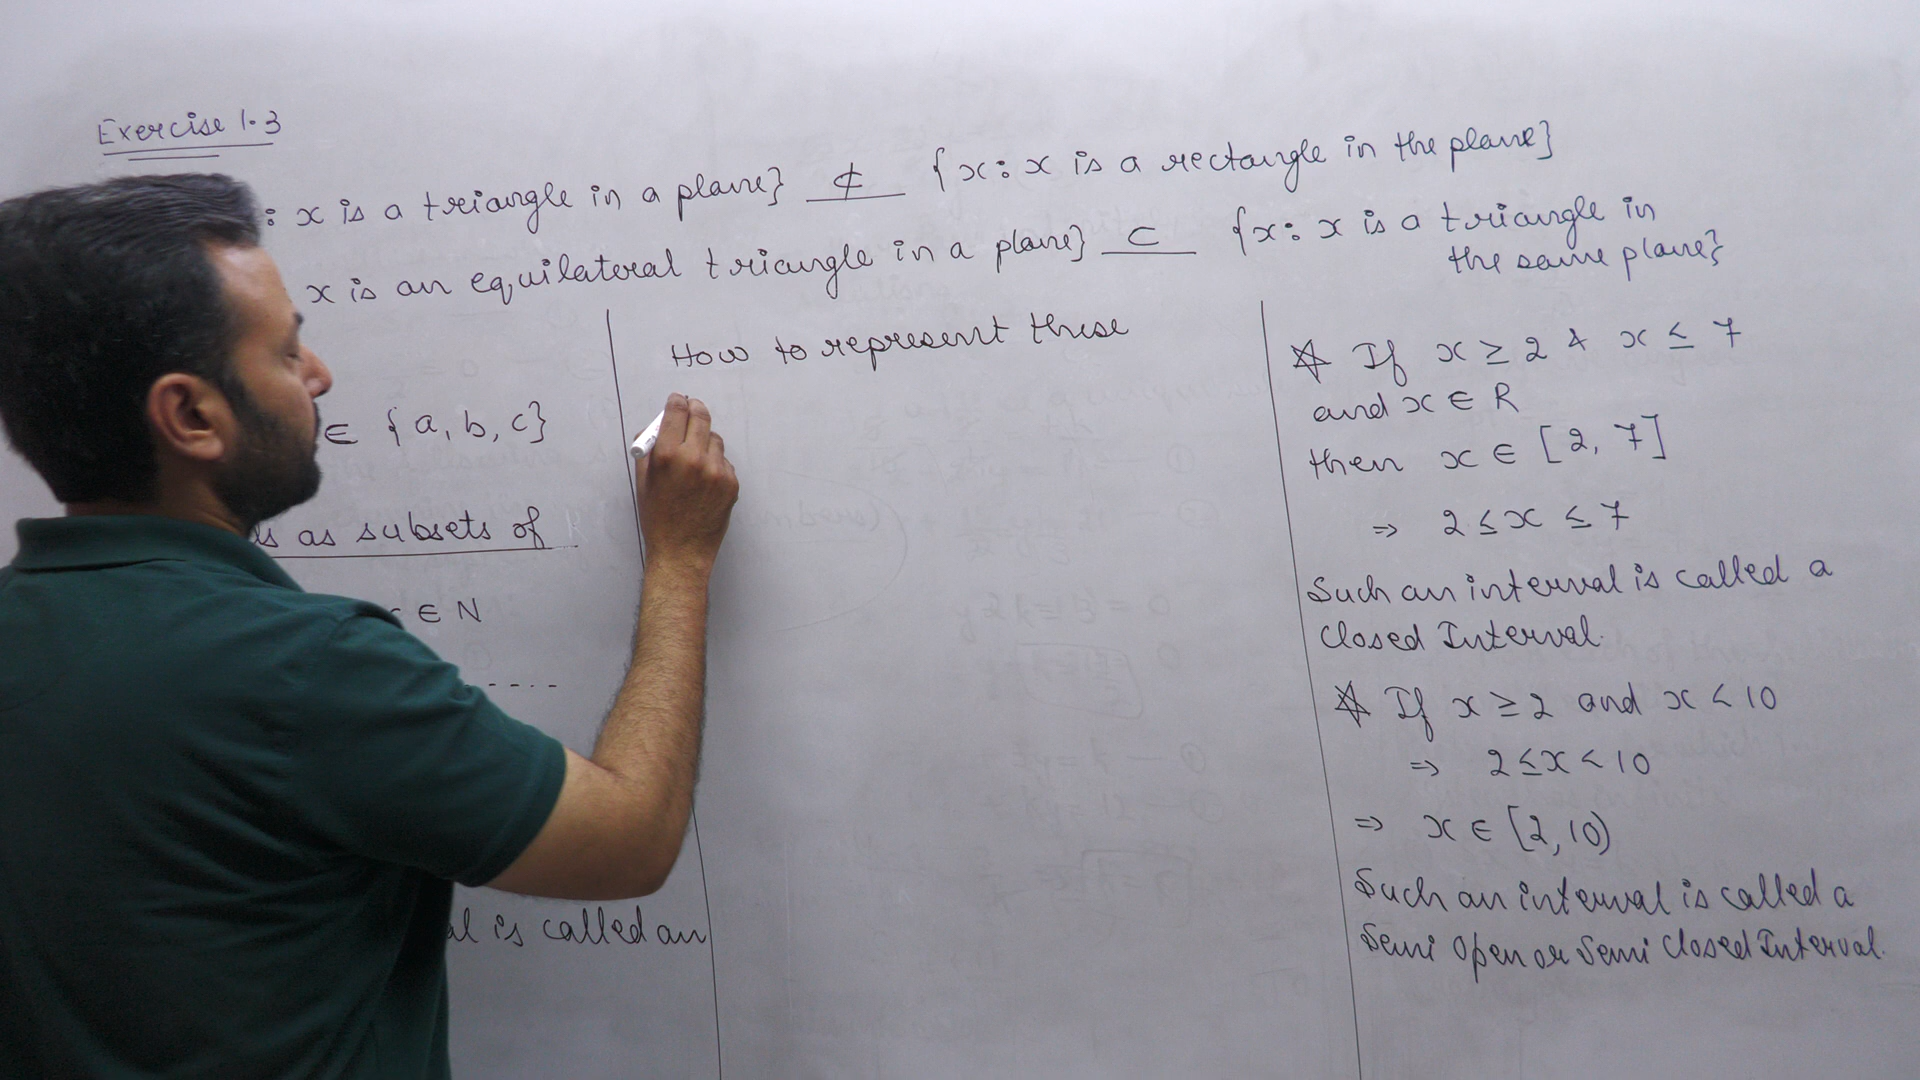 Exercise 1.3
: x is a triangle in a plane} ⊄ {x: x is a rectangle in the plane}
x is an equilateral triangle in a plane} ⊂ {x: x is a triangle in
the same plane}
∈ {a, b, c}
as subsets of
∈ N
.....
is called an
How to represent these
☆ If x ≥ 2 & x ≤ 7
and x ∈ R
then x ∈ [2, 7]
⇒ 2 ≤ x ≤ 7
Such an interval is called a
Closed Interval.
☆ If x ≥ 2 and x < 10
⇒ 2 ≤ x < 10
⇒ x ∈ [2, 10)
Such an interval is called a
Semi Open or Semi Closed Interval.